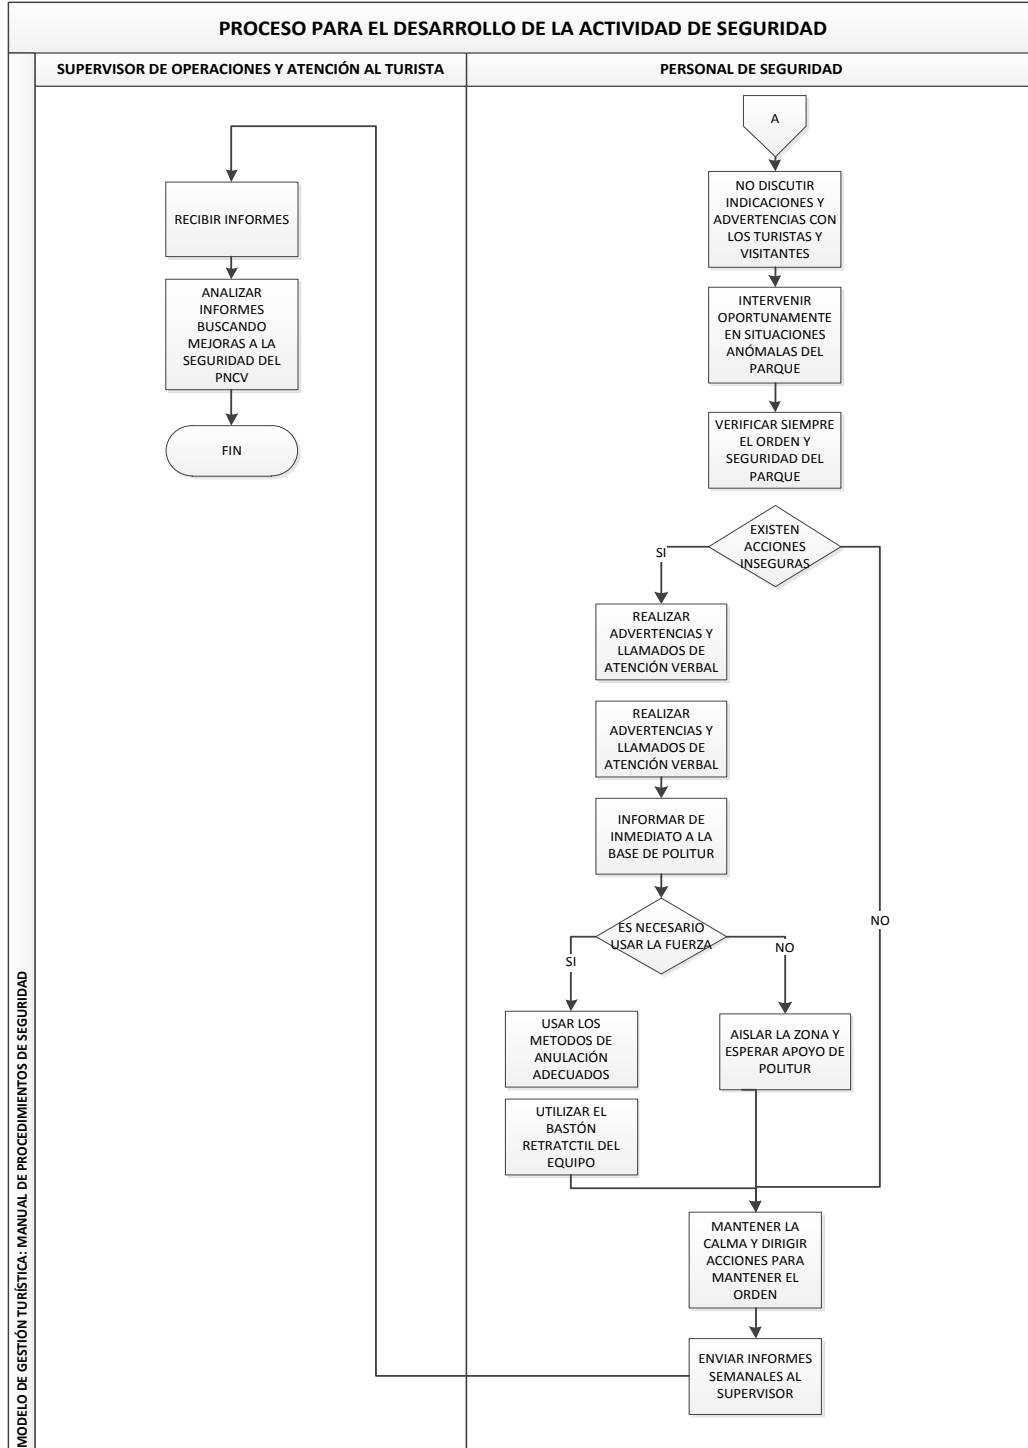 PROCESO PARA EL DESARROLLO DE LA ACTIVIDAD DE SEGURIDAD
SUPERVISOR DE OPERACIONES Y ATENCIÓN AL TURISTA
PERSONAL DE SEGURIDAD
MODELO DE GESTIÓN TURÍSTICA: MANUAL DE PROCEDIMIENTOS DE SEGURIDAD
RECIBIR INFORMES
ANALIZAR
INFORMES
BUSCANDO
MEJORAS A LA
SEGURIDAD DEL
PNCV
FIN
A
NO DISCUTIR
INDICACIONES Y
ADVERTENCIAS CON
LOS TURISTAS Y
VISITANTES
INTERVENIR
OPORTUNAMENTE
EN SITUACIONES
ANÓMALAS DEL
PARQUE
VERIFICAR SIEMPRE
EL ORDEN Y
SEGURIDAD DEL
PARQUE
EXISTEN
ACCIONES
INSEGURAS
SI
REALIZAR
ADVERTENCIAS Y
LLAMADOS DE
ATENCIÓN VERBAL
REALIZAR
ADVERTENCIAS Y
LLAMADOS DE
ATENCIÓN VERBAL
INFORMAR DE
INMEDIATO A LA
BASE DE POLITUR
NO
ES NECESARIO
USAR LA FUERZA
SI
NO
USAR LOS
METODOS DE
ANULACIÓN
ADECUADOS
AISLAR LA ZONA Y
ESPERAR APOYO DE
POLITUR
UTILIZAR EL
BASTÓN
RETRATCTIL DEL
EQUIPO
MANTENER LA
CALMA Y DIRIGIR
ACCIONES PARA
MANTENER EL
ORDEN
ENVIAR INFORMES
SEMANALES AL
SUPERVISOR